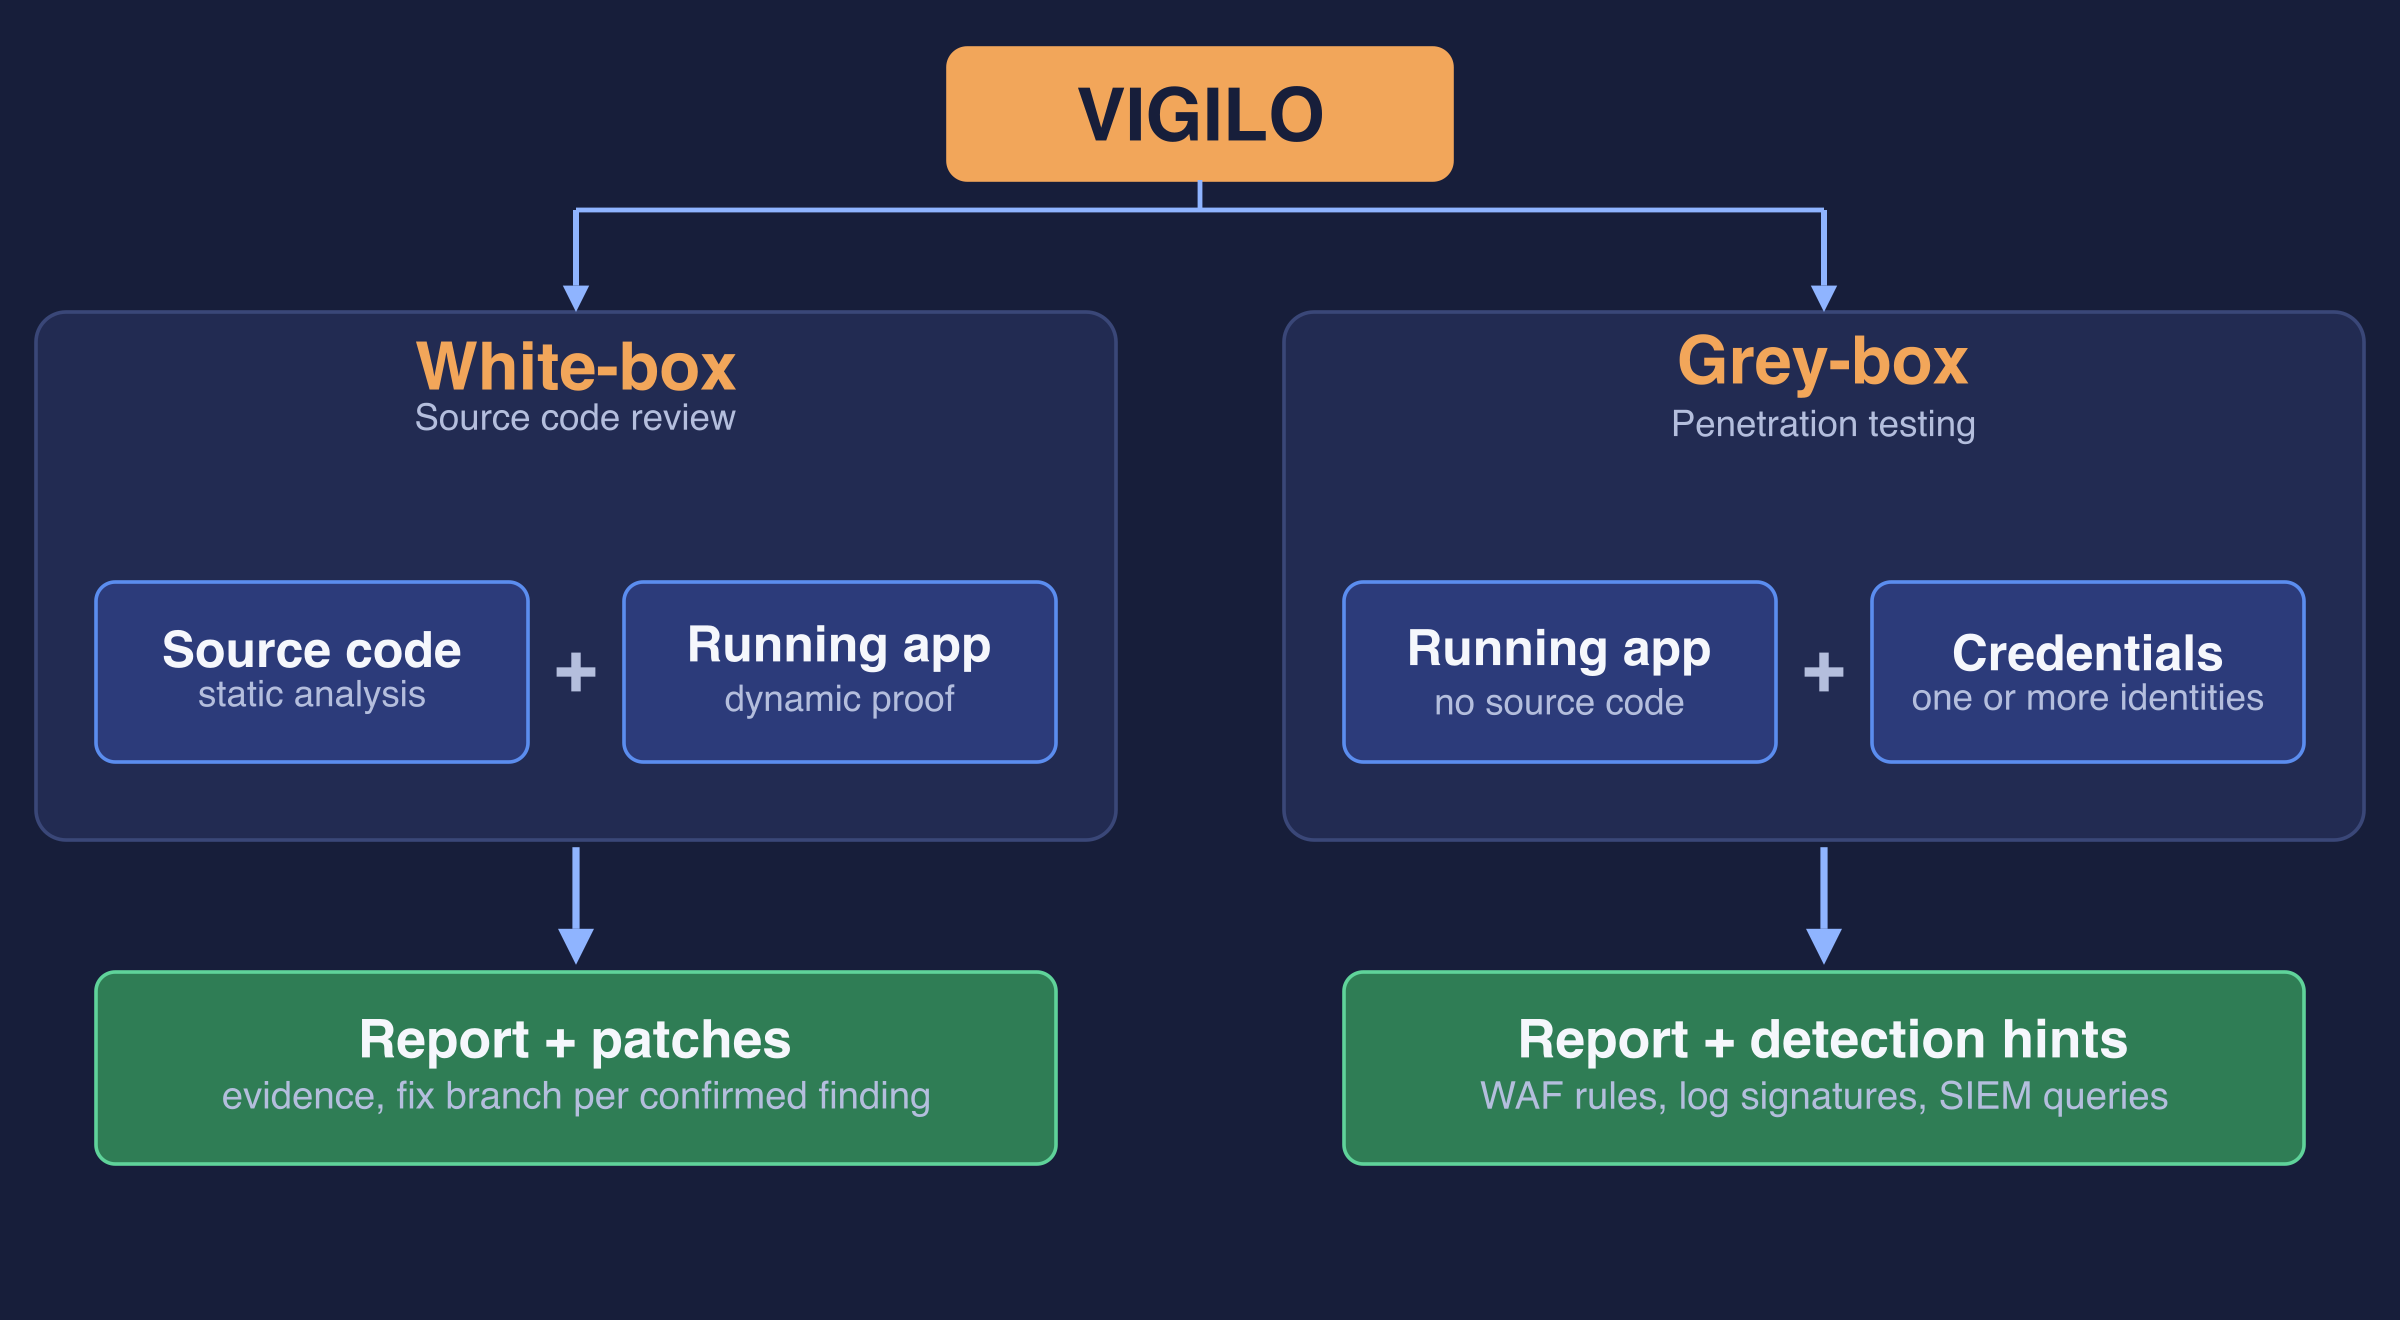 VIGILO
White-box
Source code review
Source code
static analysis
+
Running app
dynamic proof
Report + patches
evidence, fix branch per confirmed finding
Grey-box
Penetration testing
Running app
no source code
+
Credentials
one or more identities
Report + detection hints
WAF rules, log signatures, SIEM queries